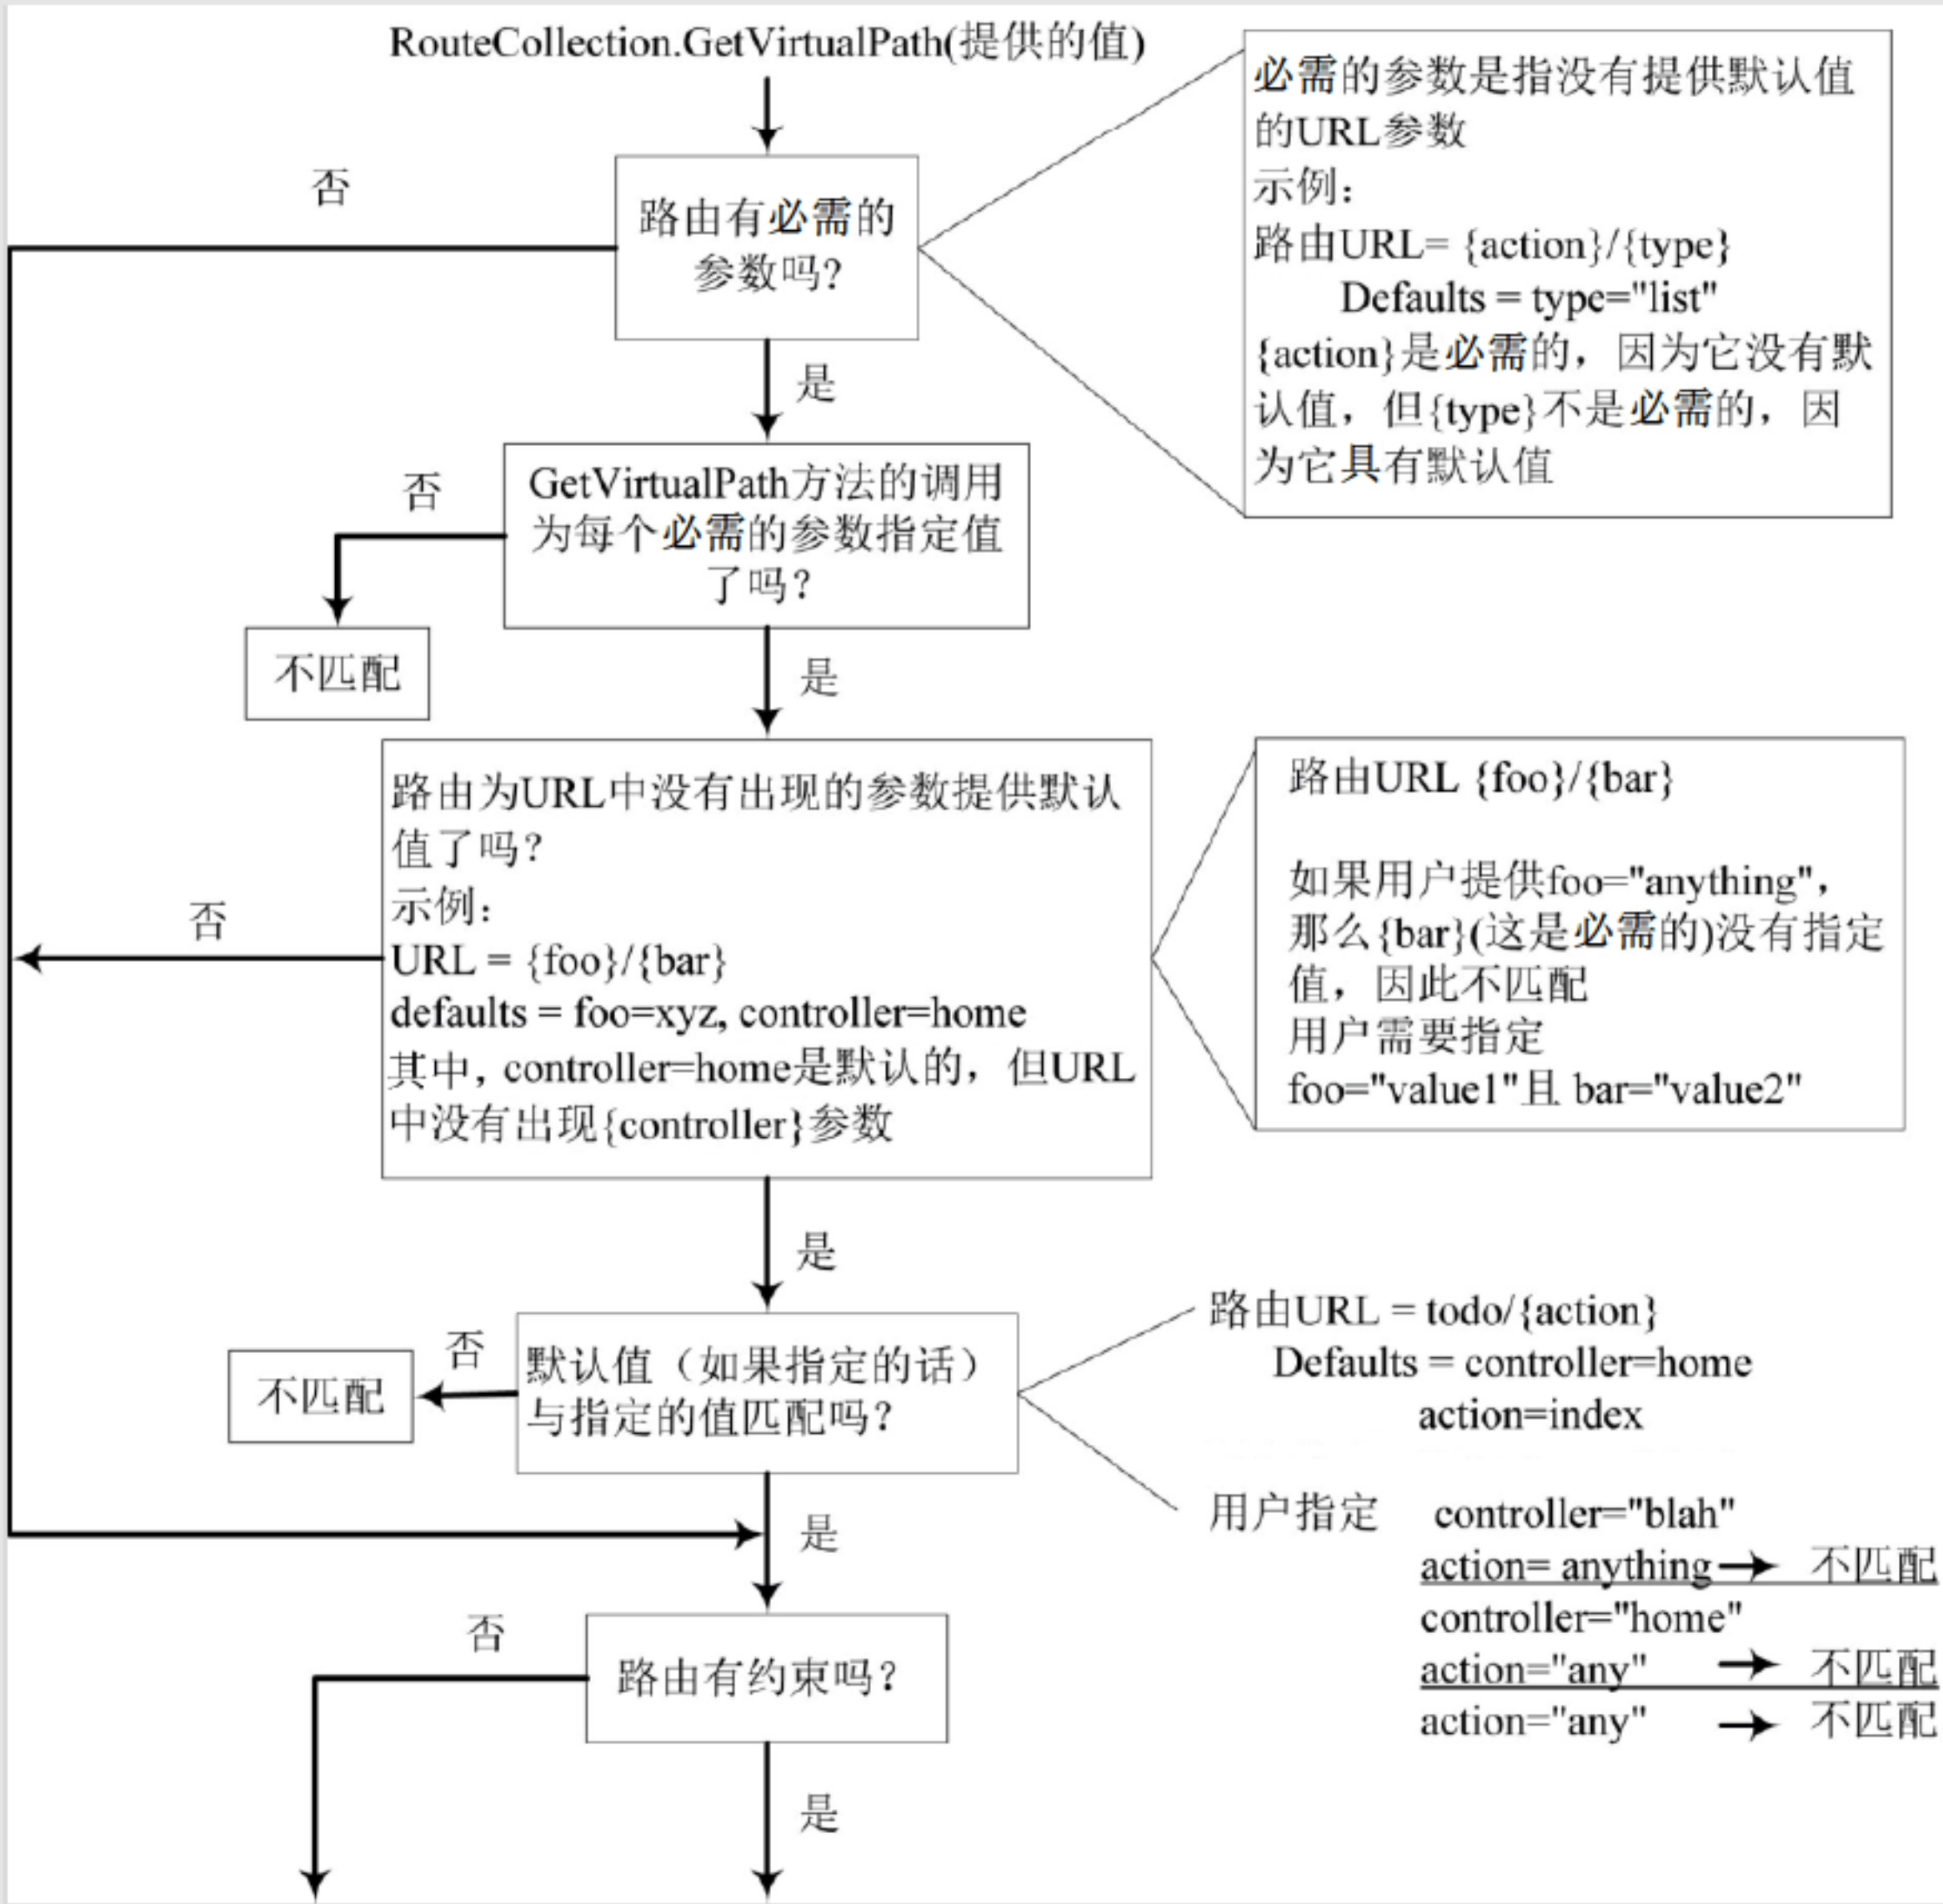 RouteCollection.GetVirtualPath(提供的值)
否
路由有必需的
参数吗?
必需的参数是指没有提供默认值
的URL参数
示例：
路由URL= {action}/{type}
Defaults = type="list"
{action}是必需的，因为它没有默
认值，但{type}不是必需的，因
为它具有默认值
是
否
GetVirtualPath方法的调用
为每个必需的参数指定值
了吗?
不匹配
是
路由为URL中没有出现的参数提供默认
值了吗?
示例：
URL = {foo}/{bar}
defaults = foo=xyz, controller=home
其中, controller=home是默认的，但URL
中没有出现{controller}参数
否
路由URL {foo}/{bar}
如果用户提供foo="anything"，
那么{bar}(这是必需的)没有指定
值，因此不匹配
用户需要指定
foo="value1"且 bar="value2"
是
默认值（如果指定的话）
与指定的值匹配吗?
否
不匹配
路由URL = todo/{action}
Defaults = controller=home
action=index
用户指定 controller="blah"
action= anything 不匹配
controller="home"
action="any" 不匹配
action="any" 不匹配
是
否
路由有约束吗?
是